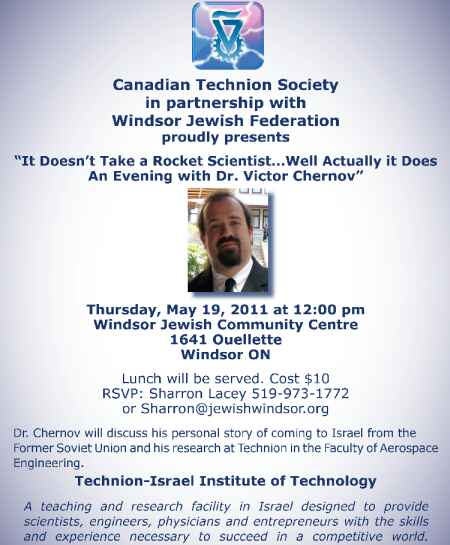 Canadian Technion Society
in partnership with
Windsor Jewish Federation
proudly presents
“It Doesn’t Take a Rocket Scientist...Well Actually it Does
An Evening with Dr. Victor Chernov”
Thursday, May 19, 2011 at 12:00 pm
Windsor Jewish Community Centre
1641 Ouellette
Windsor ON
Lunch will be served. Cost $10
RSVP: Sharron Lacey 519-973-1772
or Sharron@jewishwindsor.org
Dr. Chernov will discuss his personal story of coming to Israel from the
Former Soviet Union and his research at Technion in the Faculty of Aerospace
Engineering.
Technion-Israel Institute of Technology
A teaching and research facility in Israel designed to provide
scientists, engineers, physicians and entrepreneurs with the skills
and experience necessary to succeed in a competitive world.